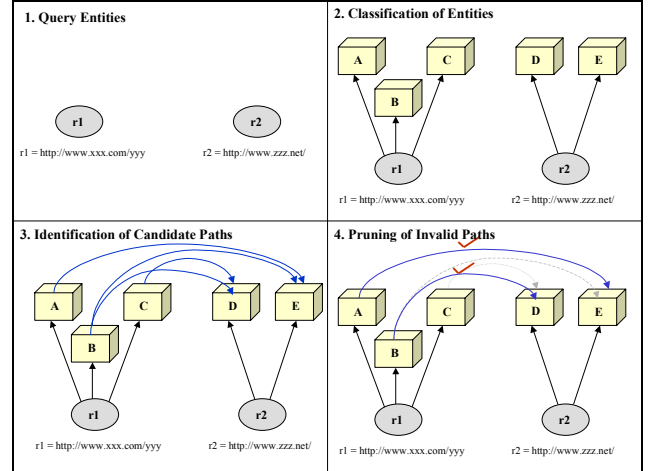 1. Query Entities
r1
r2
r1 = http://www.xxx.com/yyy
r2 = http://www.zzz.net/
2. Classification of Entities
A
C
D
E
B
r1
r2
r1 = http://www.xxx.com/yyy
r2 = http://www.zzz.net/
3. Identification of Candidate Paths
A
C
D
E
B
r1
r2
r1 = http://www.xxx.com/yyy
r2 = http://www.zzz.net/
4. Pruning of Invalid Paths
A
C
D
E
B
r1
r2
r1 = http://www.xxx.com/yyy
r2 = http://www.zzz.net/